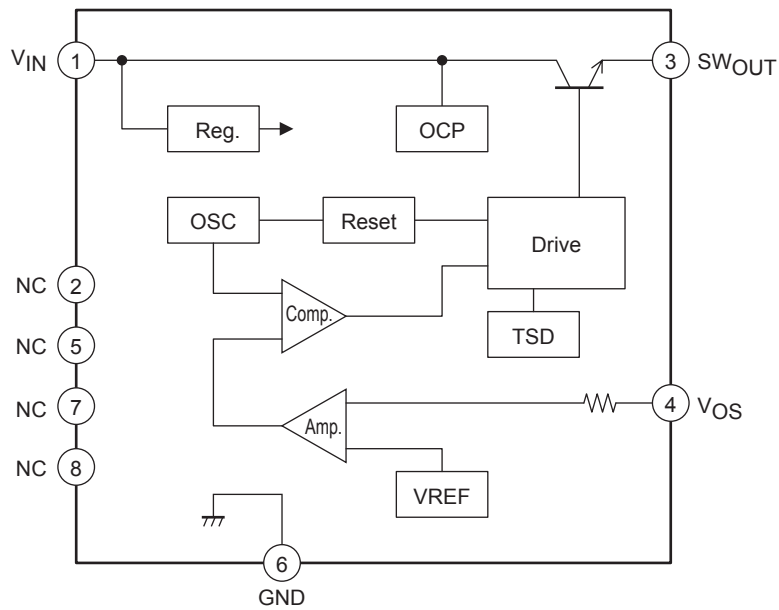 VIN 1
3 SWOUT
Reg.
OCP
OSC
Reset
Drive
NC 2
Comp.
TSD
NC 5
NC 7
Amp.
4 VOS
NC 8
VREF
6
GND